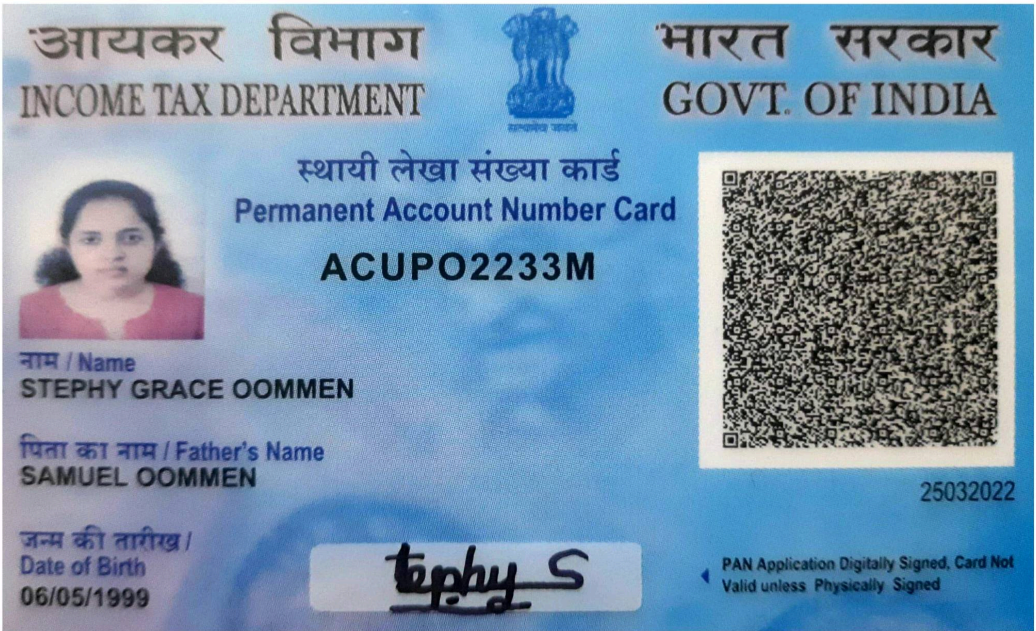 आयकर विभाग
INCOME TAX DEPARTMENT
भारत सरकार
GOVT. OF INDIA
सत्यमेव जयते
स्थायी लेखा संख्या कार्ड
Permanent Account Number Card
ACUPO2233M
नाम / Name
STEPHY GRACE OOMMEN
पिता का नाम / Father's Name
SAMUEL OOMMEN
25032022
जन्म की तारीख /
Date of Birth
06/05/1999
tephy S
PAN Application Digitally Signed, Card Not
Valid unless Physically Signed